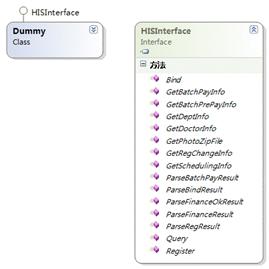 HISInterface
Dummy
Class
HISInterface
Interface
方法
Bind
GetBatchPayInfo
GetBatchPrePayInfo
GetDeptInfo
GetDoctorInfo
GetPhotoZipFile
GetRegChangeInfo
GetSchedulingInfo
ParseBatchPayResult
ParseBindResult
ParseFinanceOkResult
ParseFinanceResult
ParseRegResult
Query
Register